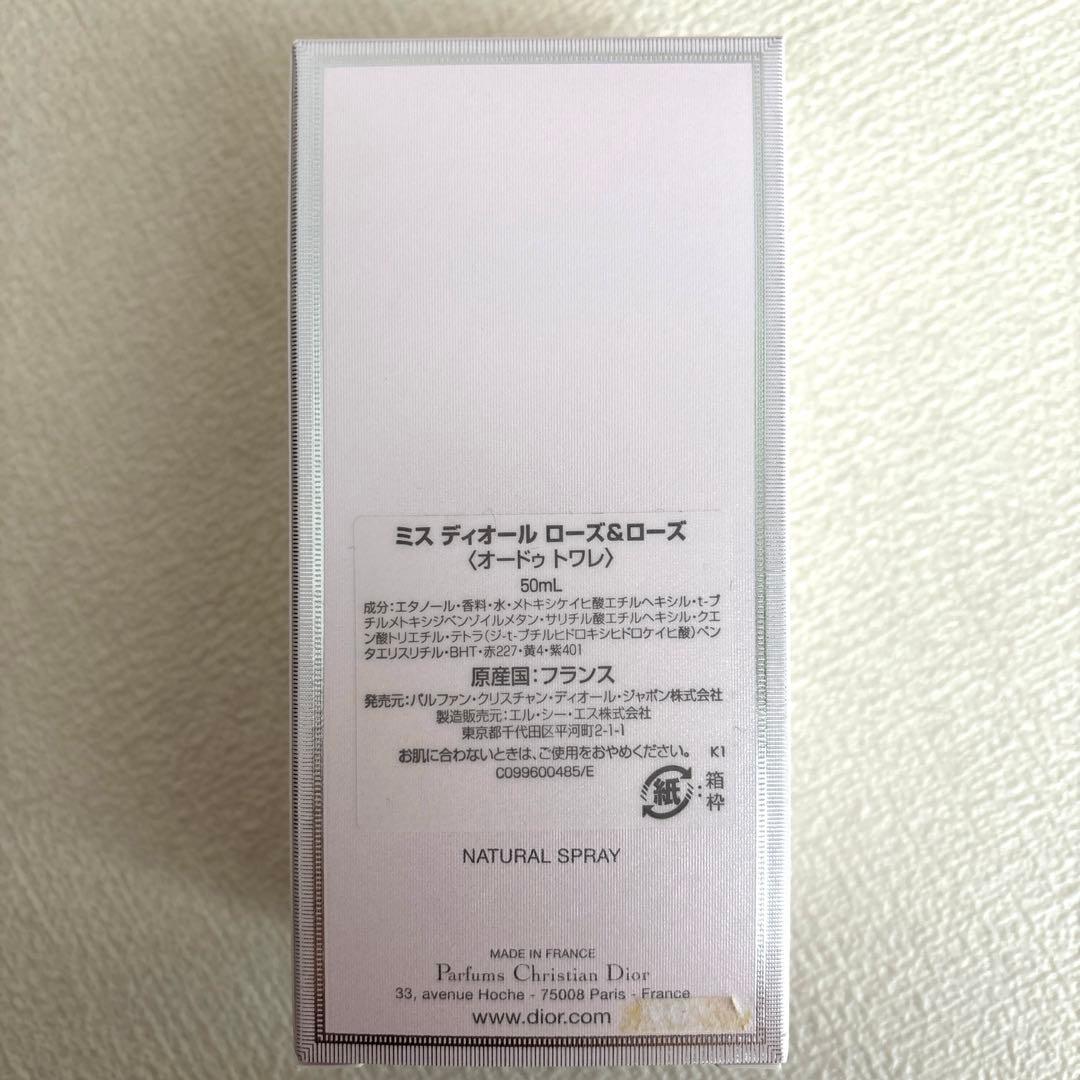 ミス ディオール ローズ&ローズ
〈オードゥ トワレ〉
50mL
成分:エタノール・香料・水・メトキシケイヒ酸エチルヘキシル・t-ブ
チルメトキシジベンゾイルメタン・サリチル酸エチルヘキシル・クエ
ン酸トリエチル・テトラ(ジ-t-ブチルヒドロキシヒドロケイヒ酸)ペン
タエリスリチル・BHT・赤227・黄4・紫401
原産国:フランス
発売元:パルファン・クリスチャン・ディオール・ジャポン株式会社
製造販売元:エル・シー・エス株式会社
東京都千代田区平河町2-1-1
お肌に合わないときは、ご使用をおやめください。 K1
C099600485/E
紙:箱
枠
NATURAL SPRAY
MADE IN FRANCE
Parfums Christian Dior
33, avenue Hoche - 75008 Paris - France
www.dior.com